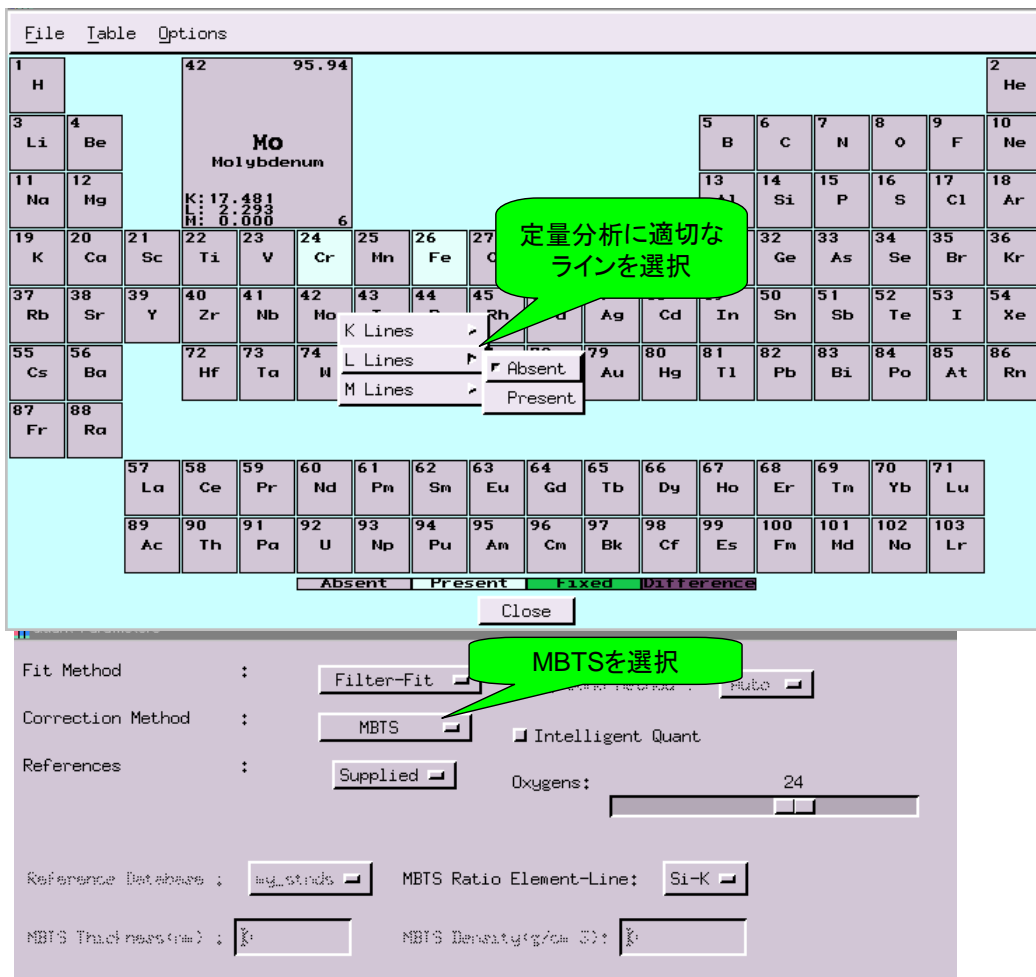 File Table Options
1 42 95.94 2
H He
3 4 5 6 7 8 9 10
Li Be Mo B C N O F Ne
Molybdenum
11 12 13 14 15 16 17 18
Na Mg Si P S Cl Ar
K: 17.481
L: 2.293
M: 0.000 6
定量分析に適切な
ラインを選択
19 20 21 22 23 24 25 26 27 32 33 34 35 36
K Ca Sc Ti V Cr Mn Fe Ge As Se Br Kr
37 38 39 40 41 42 43 44 45 50 51 52 53 54
Rb Sr Y Zr Nb Mo Rh Ag Cd In Sn Sb Te I Xe
K Lines
L Lines
M Lines
Absent
Present
55 56 72 73 74 79 80 81 82 83 84 85 86
Cs Ba Hf Ta W Au Hg Tl Pb Bi Po At Rn
87 88
Fr Ra
57 58 59 60 61 62 63 64 65 66 67 68 69 70 71
La Ce Pr Nd Pm Sm Eu Gd Tb Dy Ho Er Tm Yb Lu
89 90 91 92 93 94 95 96 97 98 99 100 101 102 103
Ac Th Pa U Np Pu Am Cm Bk Cf Es Fm Md No Lr
Absent Present Fixed Difference
Close
MBTSを選択
Fit Method : Filter-Fit Auto
Correction Method : MBTS
Intelligent Quant
References : Supplied
Oxygens: 24
Reference Database : my_stnds MBTS Ratio Element-Line: Si-K
MBTS Thickness(nm) : MBTS Density(g/cm 3):